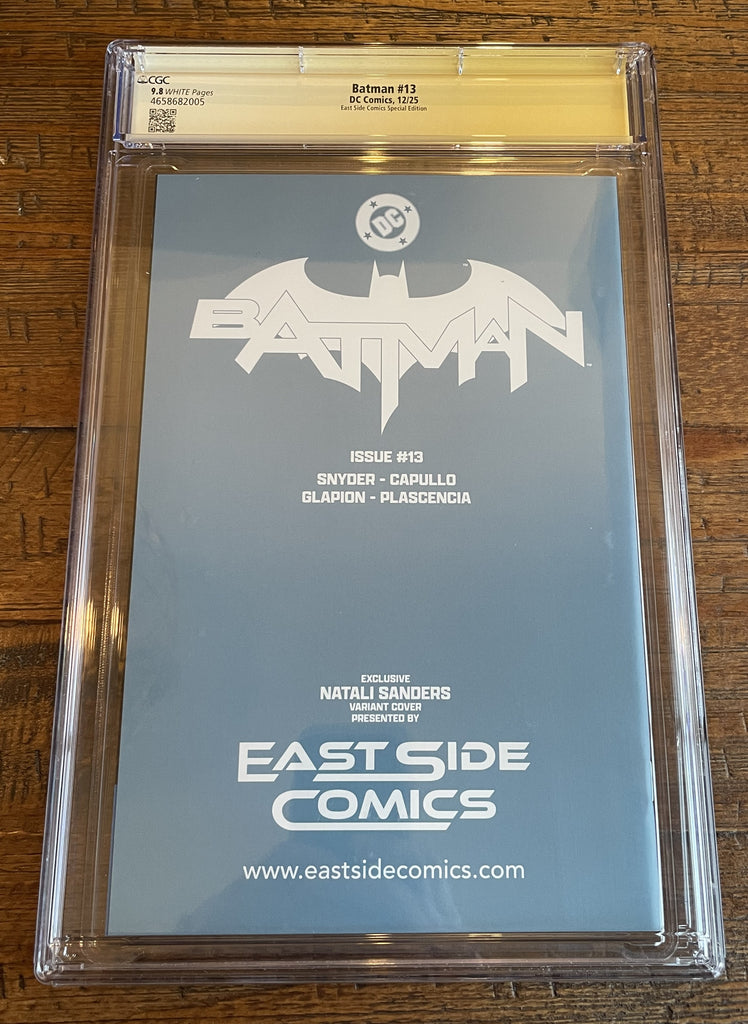 CGC
9.8 WHITE Pages
4658682005
Batman #13
DC Comics, 12/25
East Side Comics Special Edition
DC
BATMAN
TM
ISSUE #13
SNYDER - CAPULLO
GLAPION - PLASCENCIA
EXCLUSIVE
NATALI SANDERS
VARIANT COVER
PRESENTED BY
EAST SIDE
COMICS
www.eastsidecomics.com